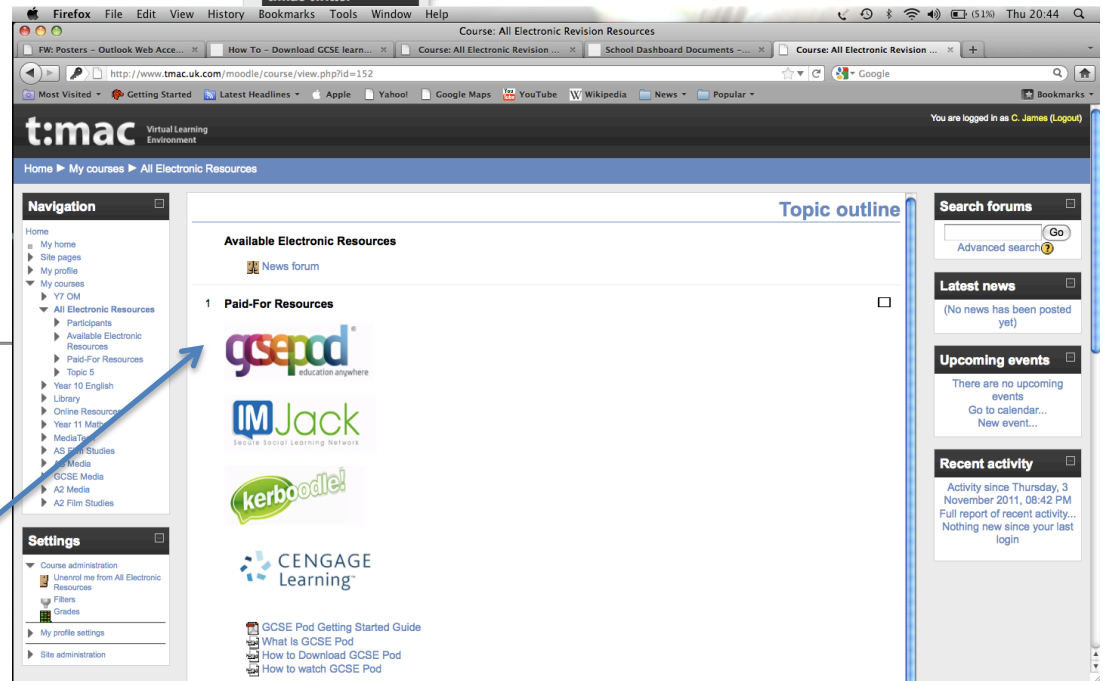 Firefox File Edit View History Bookmarks Tools Window Help (51%) Thu 20:44
Course: All Electronic Revision Resources
FW: Posters – Outlook Web Acce... How To – Download GCSE learn... Course: All Electronic Revision ... School Dashboard Documents –... Course: All Electronic Revision ...
http://www.tmac.uk.com/moodle/course/view.php?id=152 Google
Most Visited Getting Started Latest Headlines Apple Yahoo! Google Maps YouTube Wikipedia News Popular Bookmarks
t:mac Virtual Learning
Environment
You are logged in as C. James (Logout)
Home ► My courses ► All Electronic Resources
Navigation
Home
My home
Site pages
My profile
My courses
Y7 OM
All Electronic Resources
Participants
Available Electronic
Resources
Paid-For Resources
Topic 5
Year 10 English
Library
Online Resources
Year 11 Maths
AS Film Studies
AS Media
GCSE Media
A2 Media
A2 Film Studies
Settings
Course administration
Unenrol me from All Electronic
Resources
Filters
Grades
My profile settings
Site administration
Topic outline
Available Electronic Resources
News forum
1 Paid-For Resources
gcsepod
education anywhere
IM Jack
Secure Social Learning Network
kerboodle!
CENGAGE
Learning™
GCSE Pod Getting Started Guide
What Is GCSE Pod
How to Download GCSE Pod
How to watch GCSE Pod
Search forums
Go
Advanced search
Latest news
(No news has been posted
yet)
Upcoming events
There are no upcoming
events
Go to calendar...
New event...
Recent activity
Activity since Thursday, 3
November 2011, 08:42 PM
Full report of recent activity...
Nothing new since your last
login